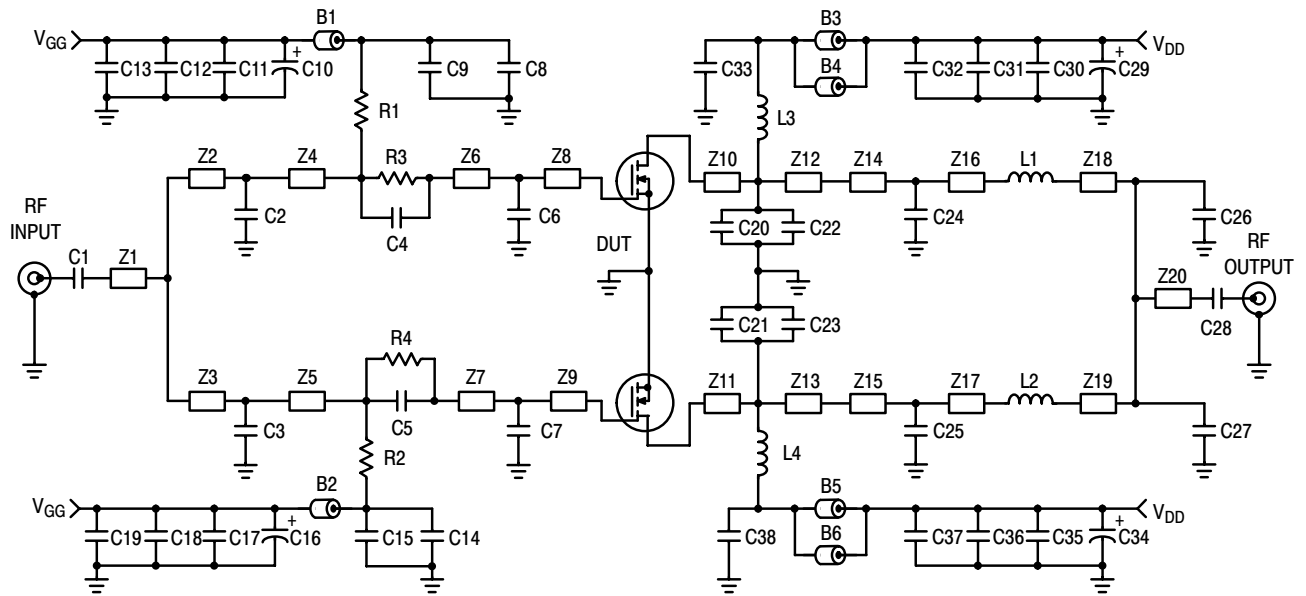 B1
B3
VGG
C13
C12
C11
+
C10
C9
C8
C33
B4
C32
C31
C30
+
C29
VDD
R1
L3
Z2
Z4
R3
Z6
Z8
Z10
Z12
Z14
Z16
L1
Z18
RF
INPUT
C2
C4
C6
DUT
C20
C22
C24
C26
RF
OUTPUT
C1
Z1
Z20
C28
C21
C23
R4
Z3
Z5
Z7
Z9
Z11
Z13
Z15
Z17
L2
Z19
C3
C5
C7
C25
C27
R2
L4
VGG
B2
B5
VDD
C19
C18
C17
+
C16
C15
C14
C38
B6
C37
C36
C35
+
C34